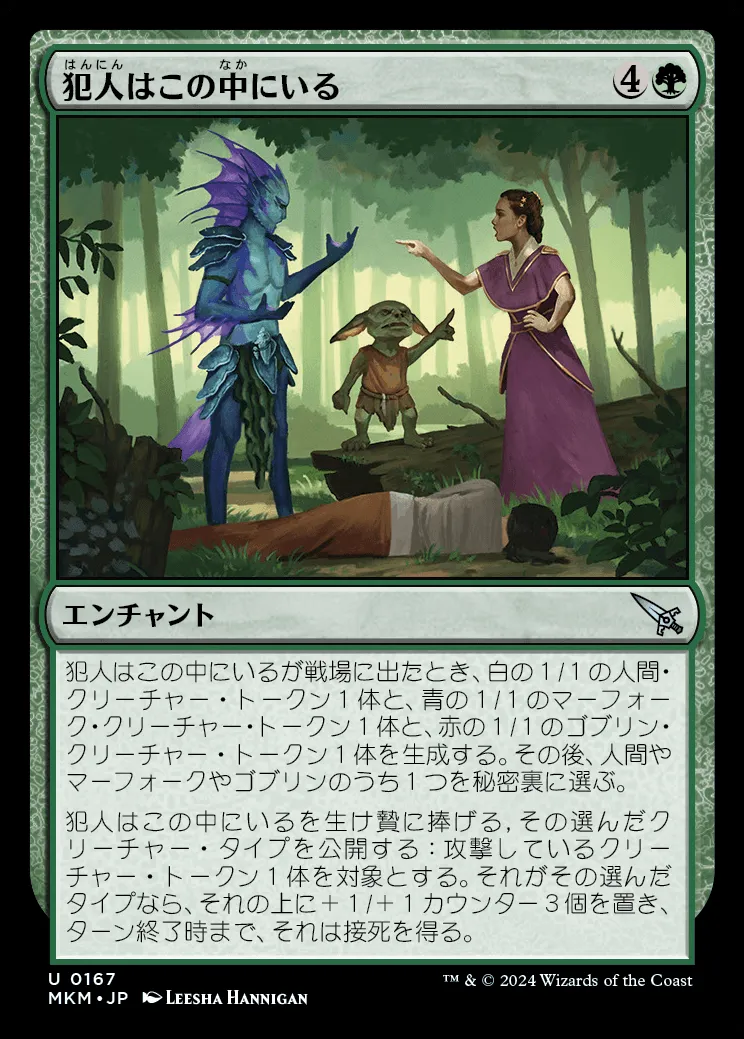 はんにん なか
犯人はこの中にいる 4
エンチャント
犯人はこの中にいるが戦場に出たとき、白の1/1の人間・
クリーチャー・トークン1体と、青の1/1のマーフォー
ク・クリーチャー・トークン1体と、赤の1/1のゴブリン・
クリーチャー・トークン1体を生成する。その後、人間や
マーフォークやゴブリンのうち1つを秘密裏に選ぶ。
犯人はこの中にいるを生け贄に捧げる,その選んだク
リーチャー・タイプを公開する：攻撃しているクリー
チャー・トークン1体を対象とする。それがその選んだ
タイプなら、それの上に＋1/＋1カウンター3個を置き、
ターン終了時まで、それは接死を得る。
U 0167
MKM・JP LEESHA HANNIGAN
™ & © 2024 Wizards of the Coast